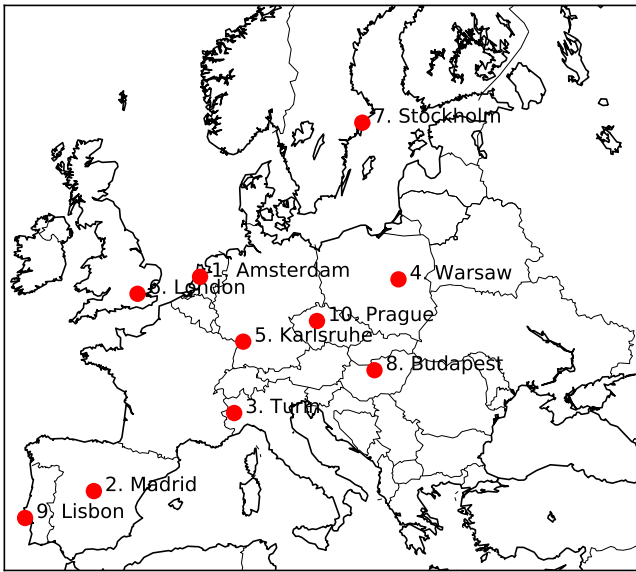 7. Stockholm
1. Amsterdam
4. Warsaw
6. London
10. Prague
5. Karlsruhe
8. Budapest
3. Turin
2. Madrid
9. Lisbon